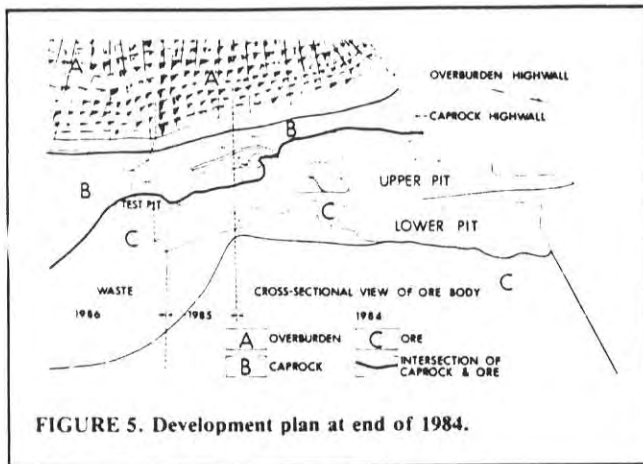 A
A
OVERBURDEN HIGHWALL
CAPROCK HIGHWALL
B
B
TEST PIT
UPPER PIT
C
LOWER PIT
C
C
WASTE
CROSS-SECTIONAL VIEW OF ORE BODY
1986
1985
1984
A OVERBURDEN
C ORE
B CAPROCK
INTERSECTION OF
CAPROCK & ORE
FIGURE 5. Development plan at end of 1984.